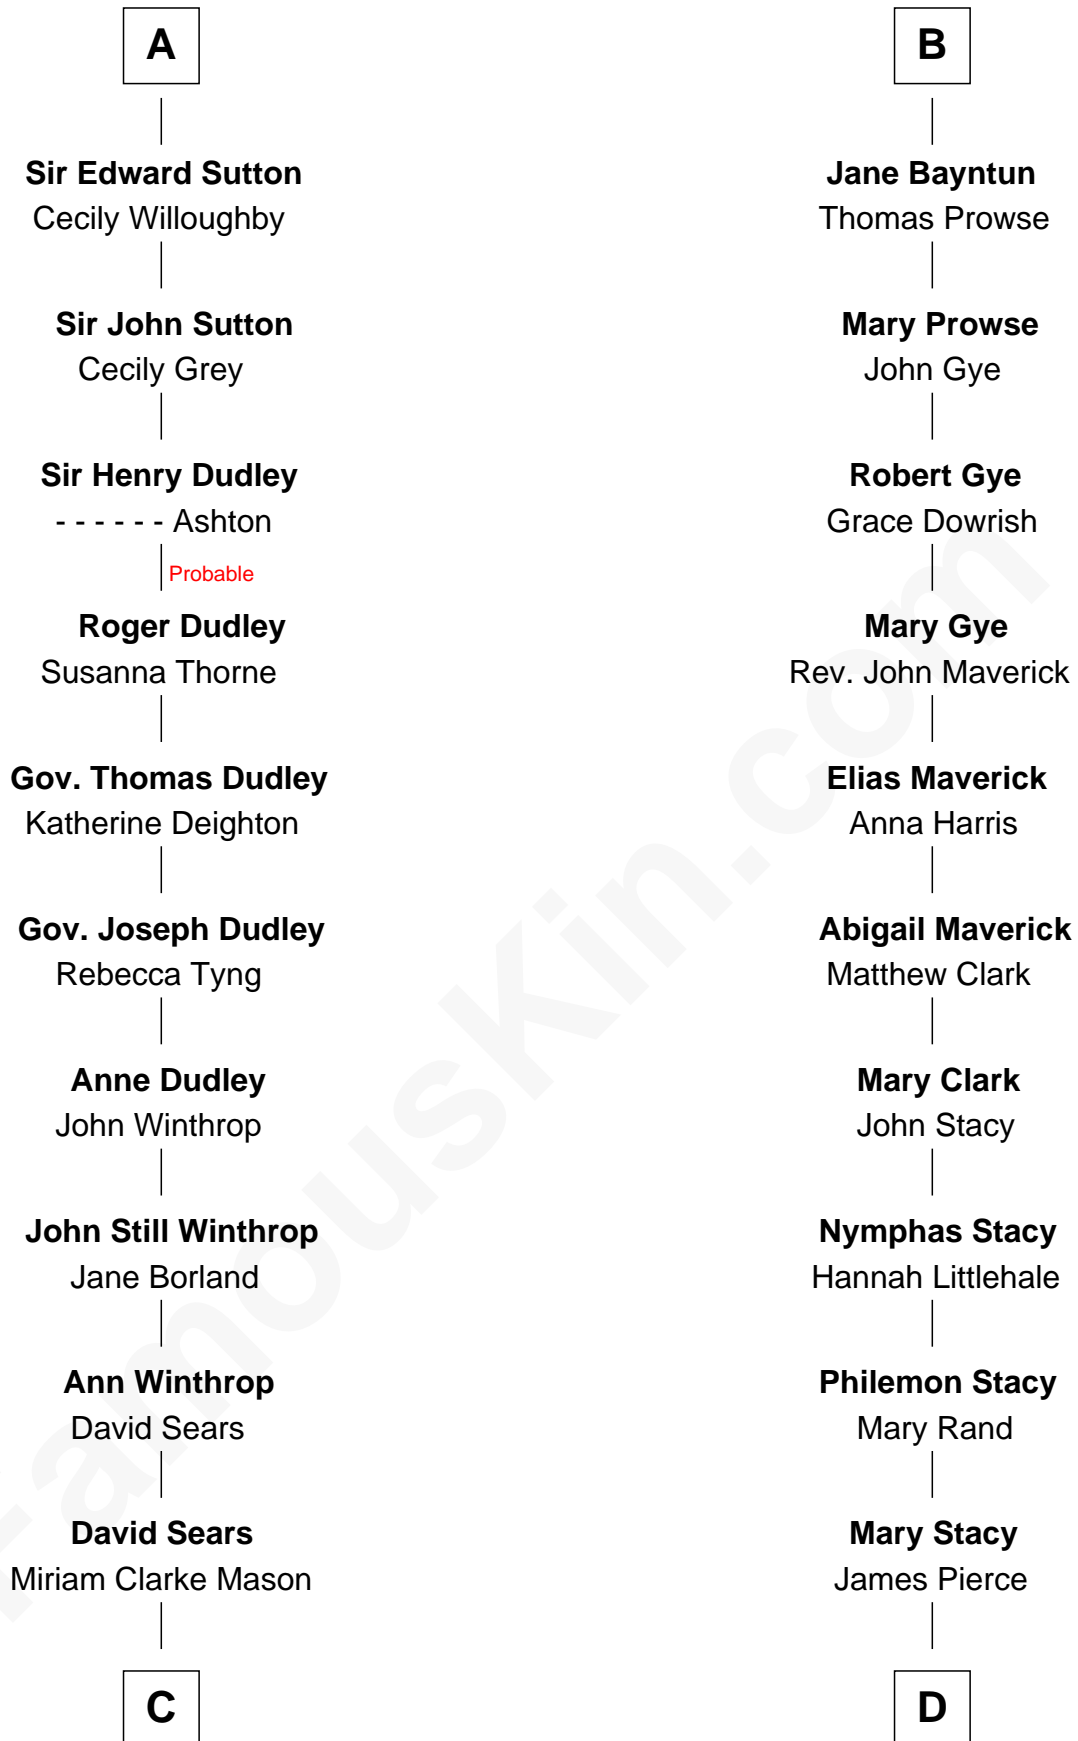 A
Sir Edward Sutton
Cecily Willoughby
Sir John Sutton
Cecily Grey
Sir Henry Dudley
- - - - - - Ashton
Probable
Roger Dudley
Susanna Thorne
Gov. Thomas Dudley
Katherine Deighton
Gov. Joseph Dudley
Rebecca Tyng
Anne Dudley
John Winthrop
John Still Winthrop
Jane Borland
Ann Winthrop
David Sears
David Sears
Miriam Clarke Mason
C
B
Jane Bayntun
Thomas Prowse
Mary Prowse
John Gye
Robert Gye
Grace Dowrish
Mary Gye
Rev. John Maverick
Elias Maverick
Anna Harris
Abigail Maverick
Matthew Clark
Mary Clark
John Stacy
Nymphas Stacy
Hannah Littlehale
Philemon Stacy
Mary Rand
Mary Stacy
James Pierce
D
FamousKin.com